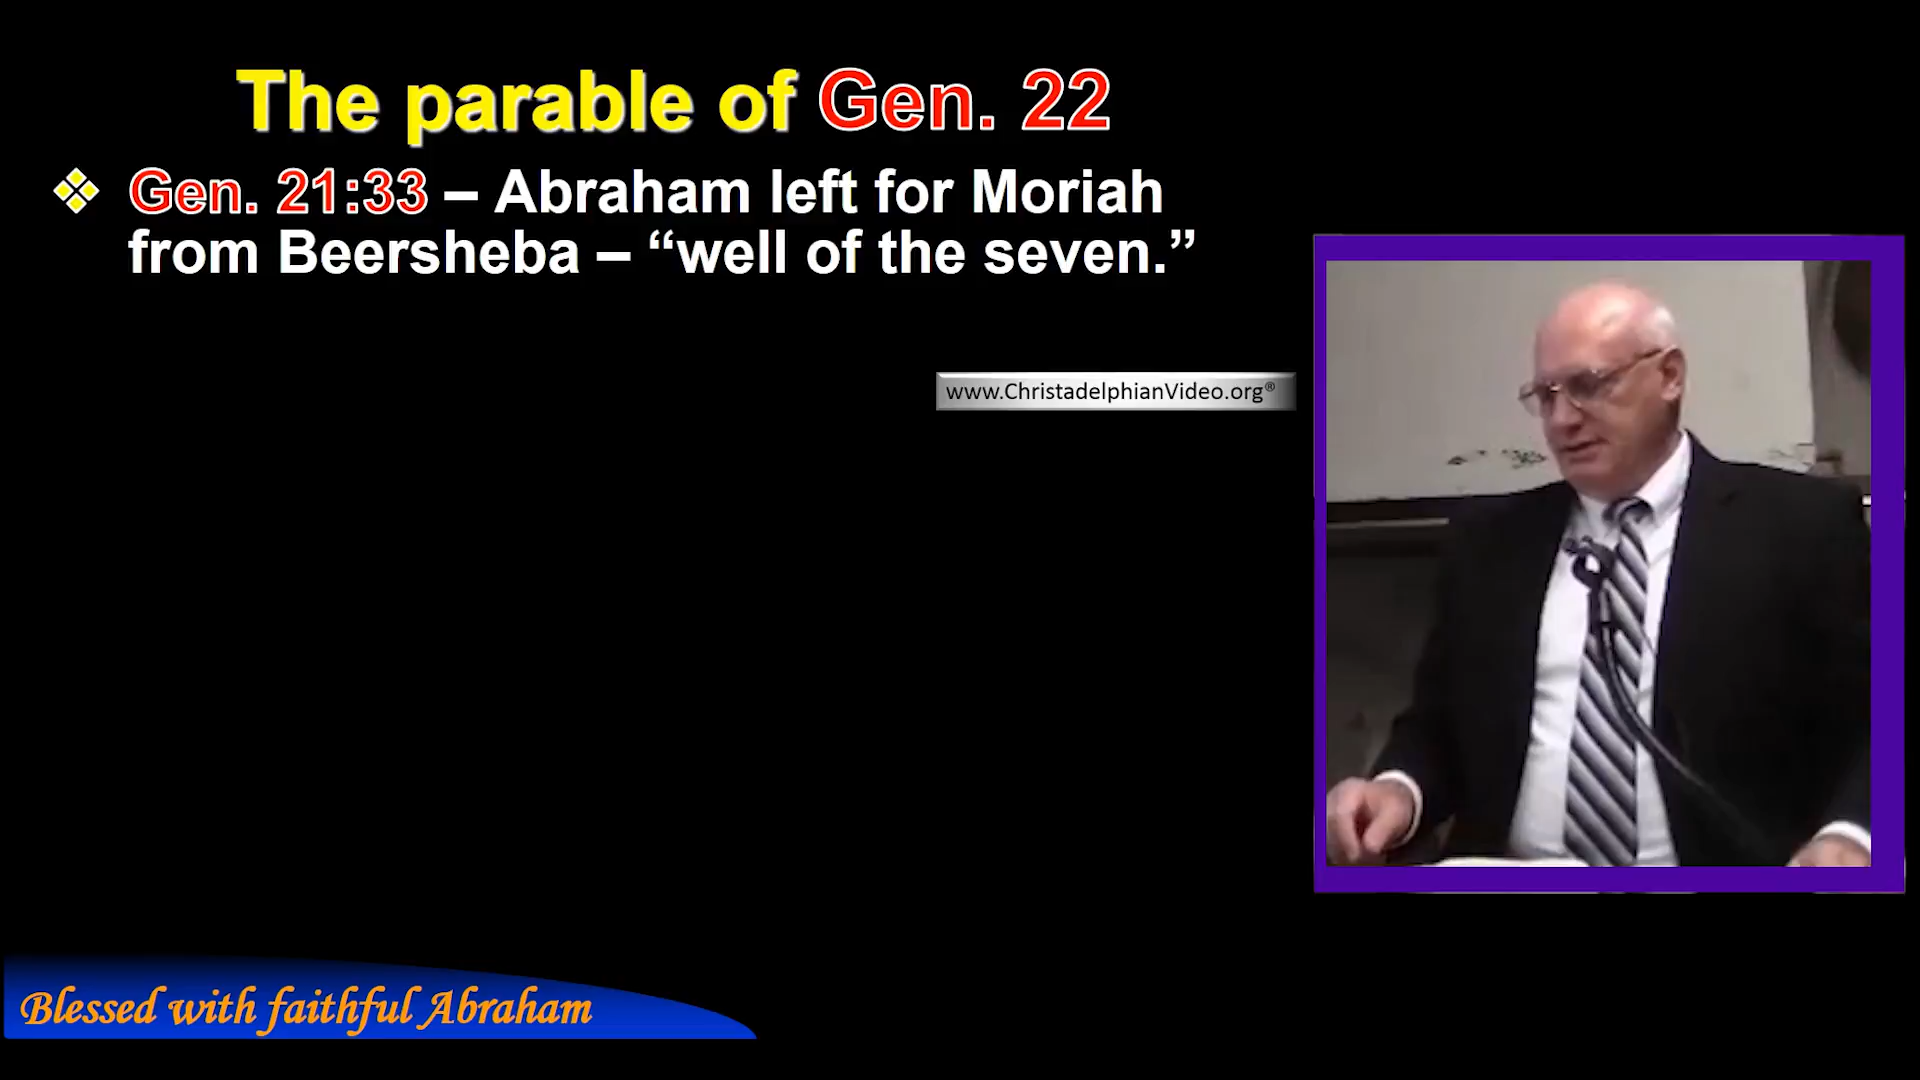 The parable of Gen. 22
❖ Gen. 21:33 – Abraham left for Moriah
from Beersheba – “well of the seven.”
www.ChristadelphianVideo.org®
Blessed with faithful Abraham